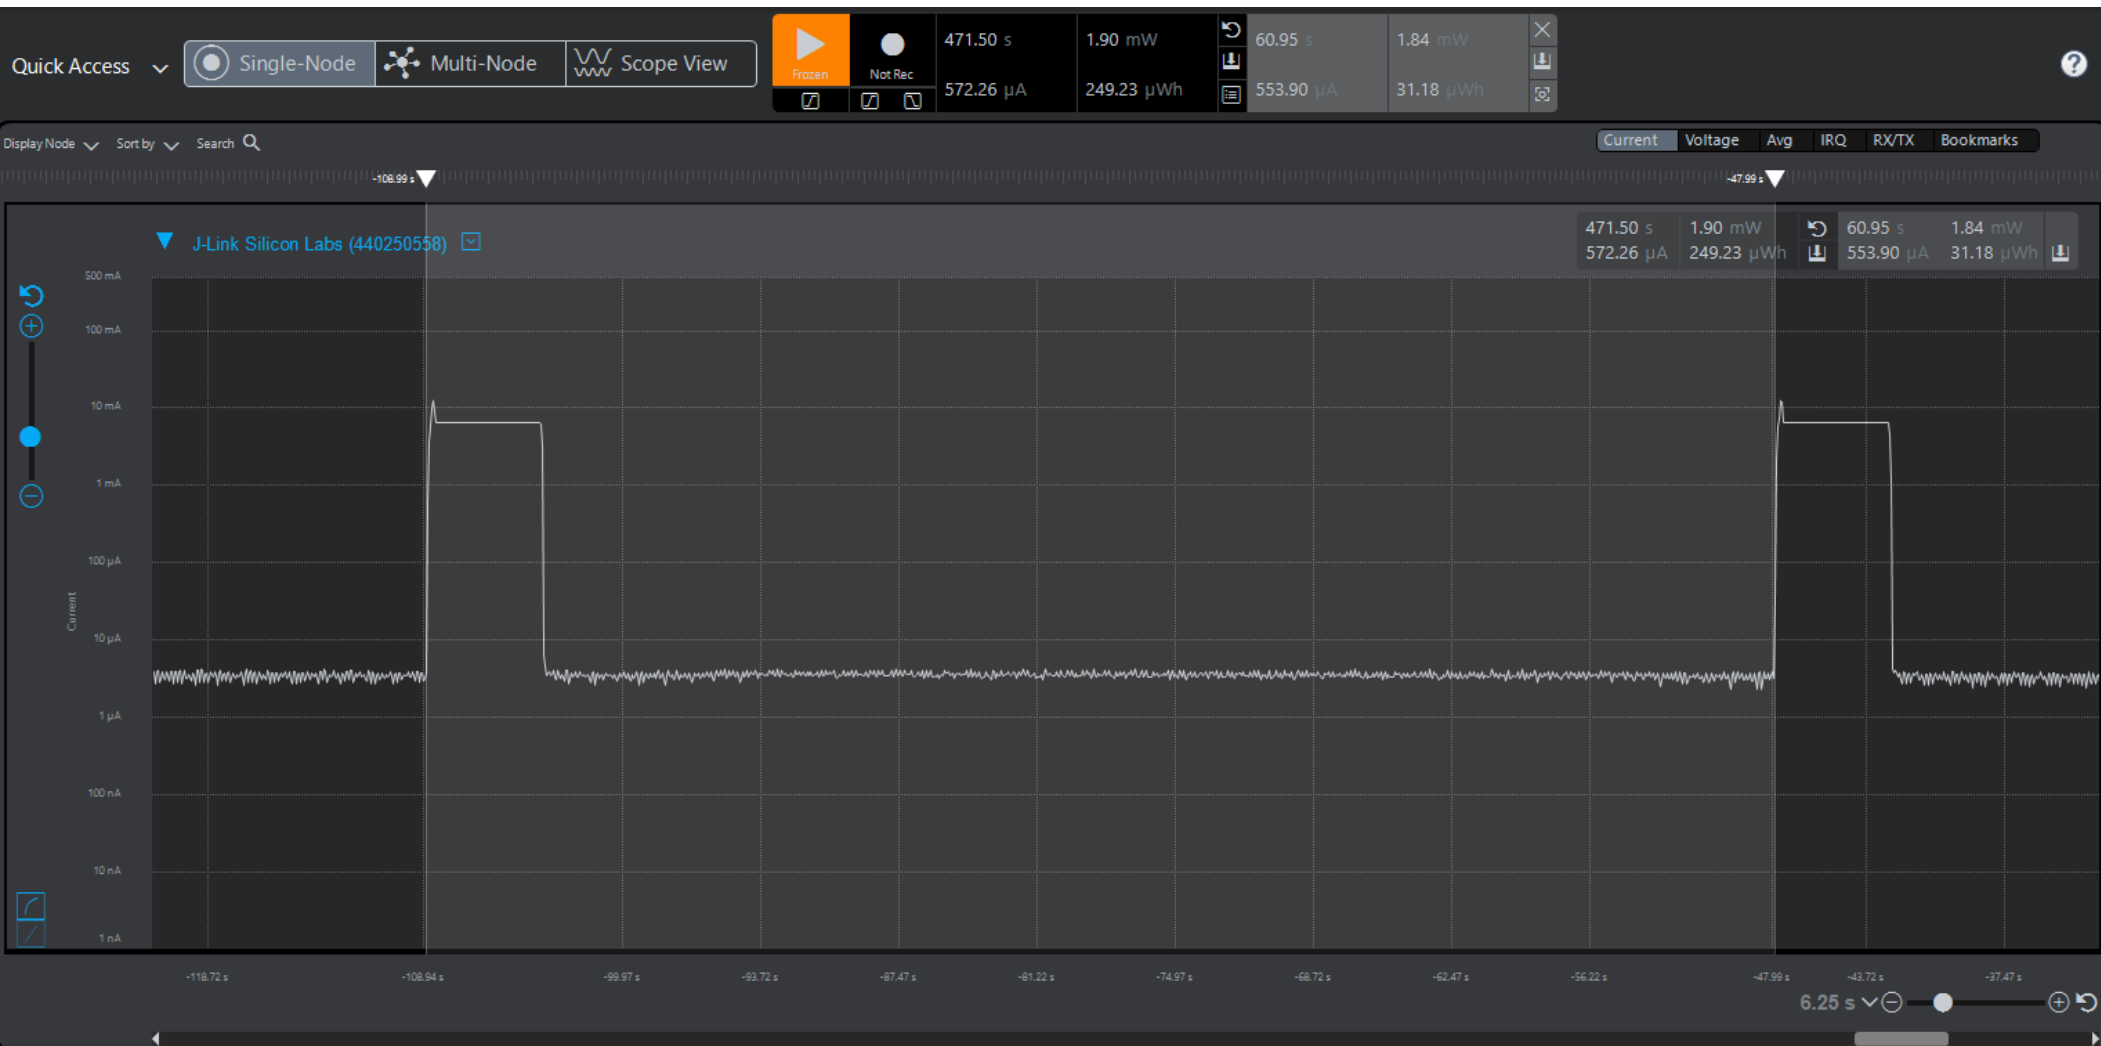 Quick Access
Single-Node
Multi-Node
Scope View
Frozen
Not Rec
471.50 s
1.90 mW
572.26 µA
249.23 µWh
60.95 s
1.84 mW
553.90 µA
31.18 µWh
Display Node
Sort by
Search
Current Voltage Avg IRQ RX/TX Bookmarks
-108.99 s
-47.99 s
J-Link Silicon Labs (440250558)
471.50 s 1.90 mW 60.95 s 1.84 mW
572.26 µA 249.23 µWh 553.90 µA 31.18 µWh
500 mA
100 mA
10 mA
1 mA
100 µA
Current
10 µA
1 µA
100 nA
10 nA
1 nA
-118.72 s -108.94 s -99.97 s -93.72 s -87.47 s -81.22 s -74.97 s -68.72 s -62.47 s -56.22 s -47.99 s -43.72 s -37.47 s
6.25 s